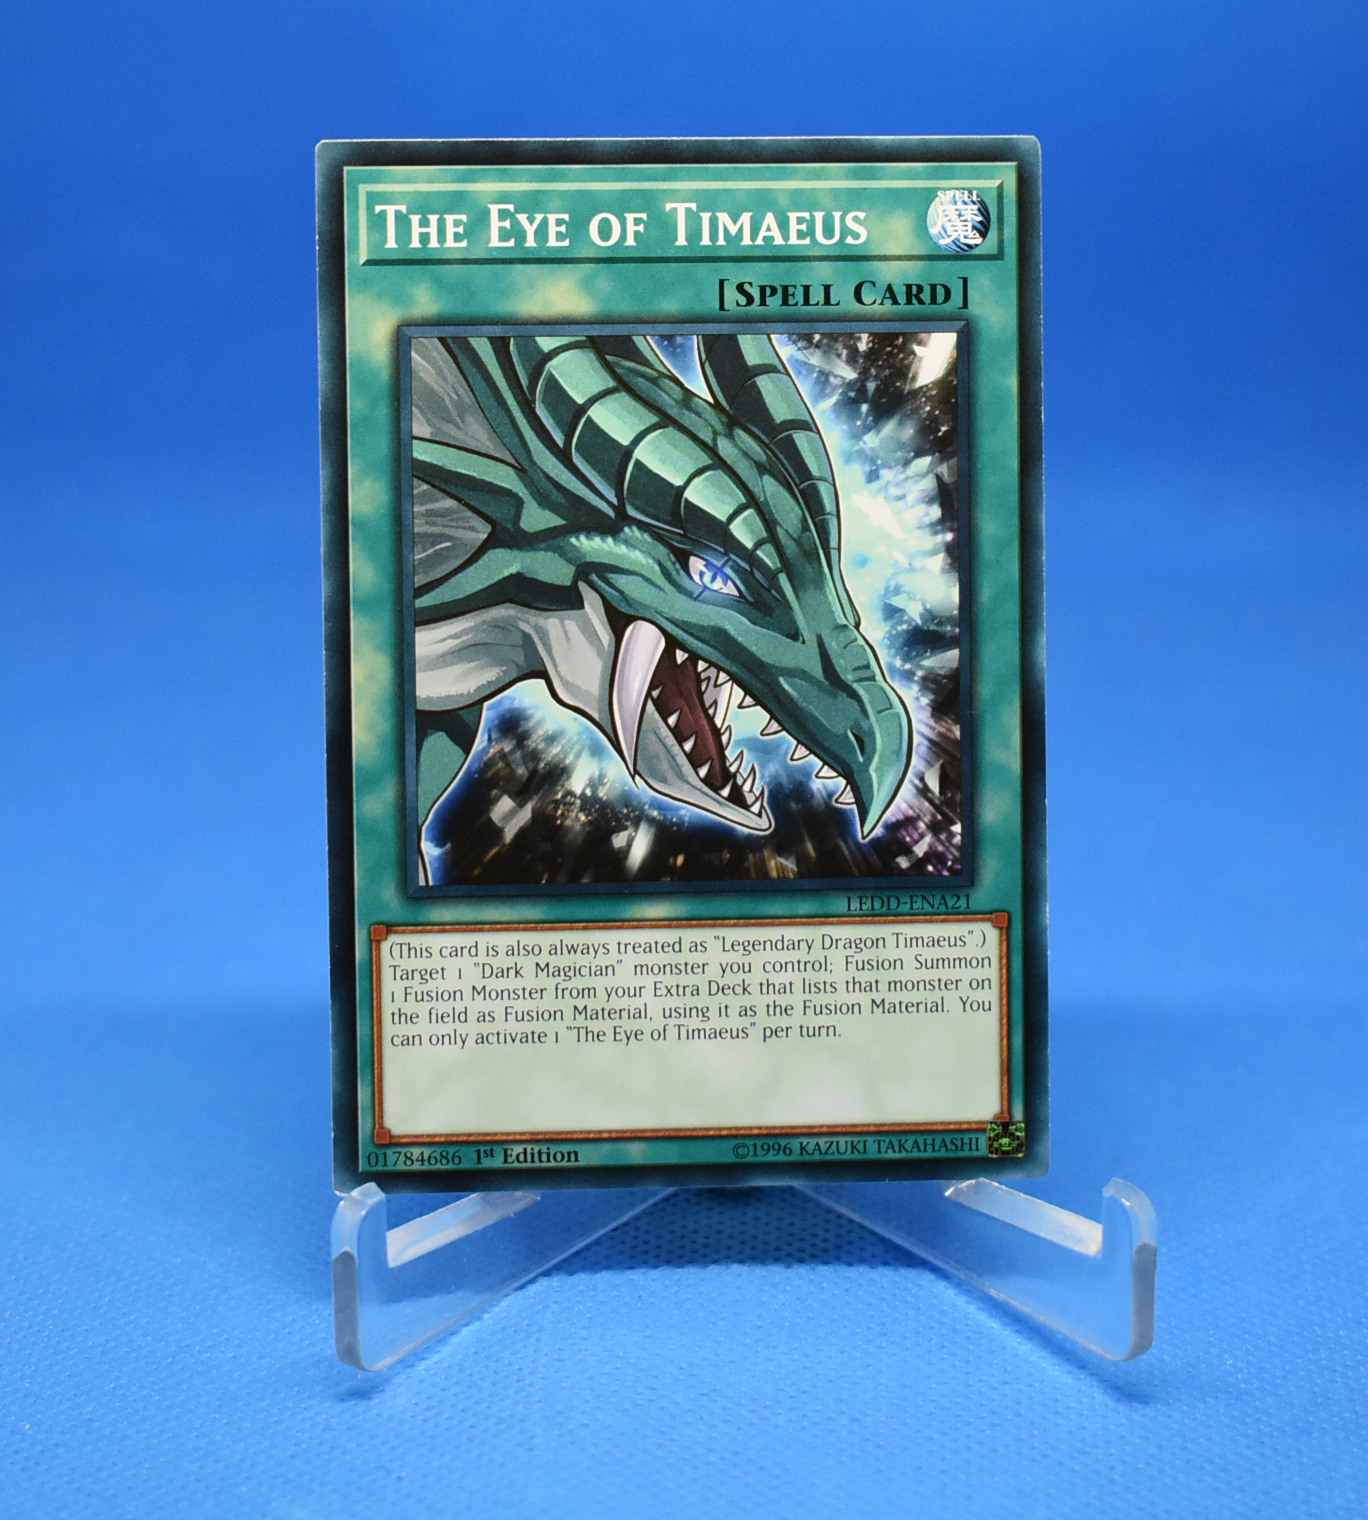 THE EYE OF TIMAEUS
SPELL
魔
[SPELL CARD]
LEDD-ENA21
(This card is also always treated as "Legendary Dragon Timaeus".)
Target 1 "Dark Magician" monster you control; Fusion Summon
1 Fusion Monster from your Extra Deck that lists that monster on
the field as Fusion Material, using it as the Fusion Material. You
can only activate 1 "The Eye of Timaeus" per turn.
01784686 1st Edition
©1996 KAZUKI TAKAHASHI